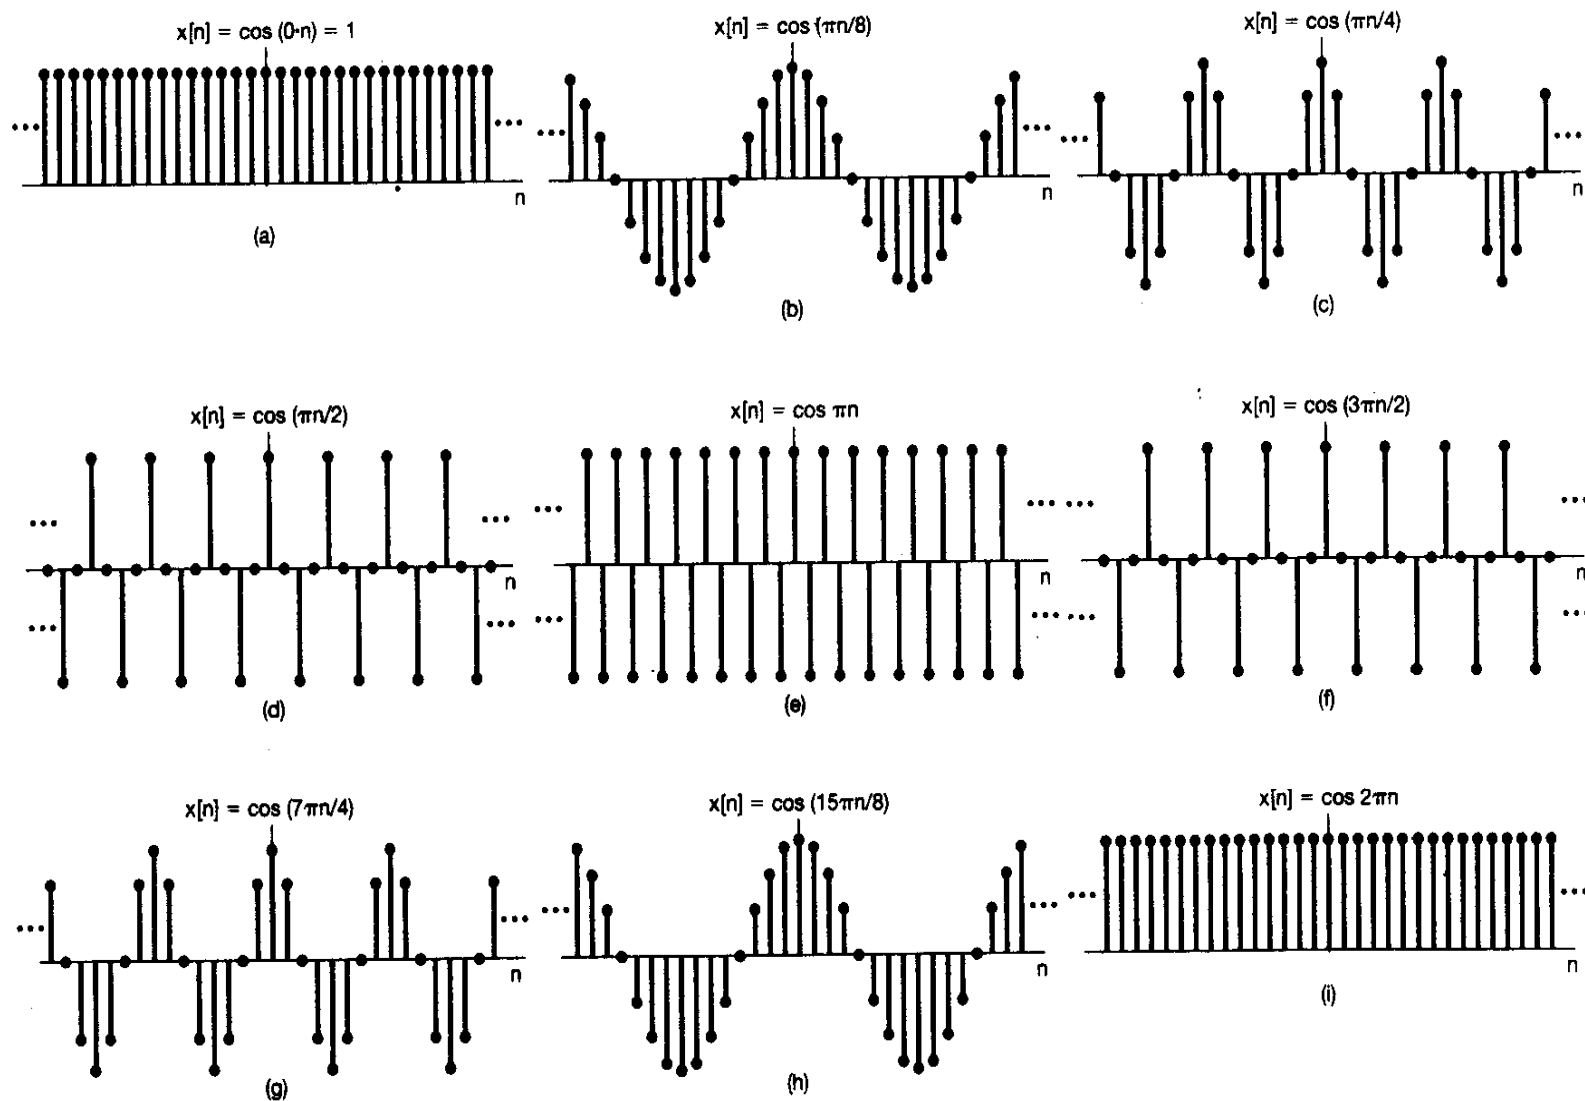 x[n] = cos (0·n) = 1
n
(a)
x[n] = cos (πn/8)
n
(b)
x[n] = cos (πn/4)
n
(c)
x[n] = cos (πn/2)
n
(d)
x[n] = cos πn
n
(e)
x[n] = cos (3πn/2)
n
(f)
x[n] = cos (7πn/4)
n
(g)
x[n] = cos (15πn/8)
n
(h)
x[n] = cos 2πn
n
(i)